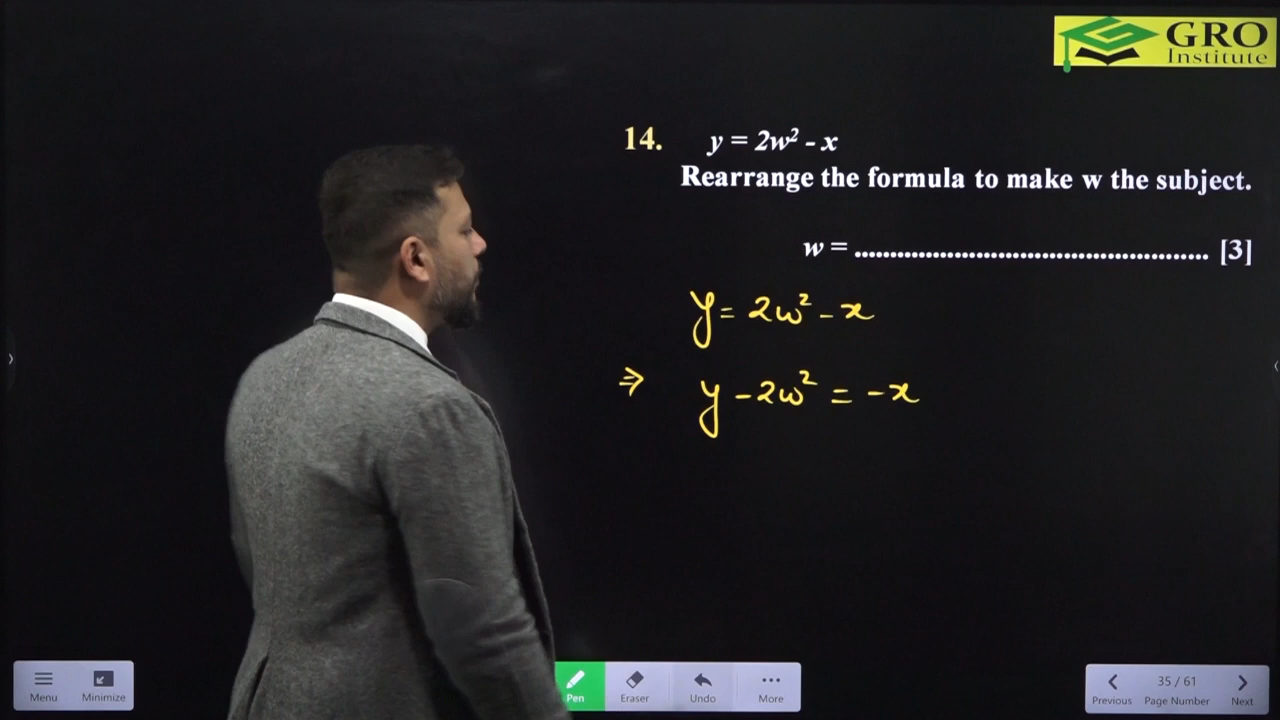 GRO
Institute
14. y = 2w² - x
Rearrange the formula to make w the subject.
w = ................................................ [3]
y = 2w² - x
⇒ y - 2w² = -x
Menu
Minimize
Pen
Eraser
Undo
More
Previous
35 / 61
Page Number
Next